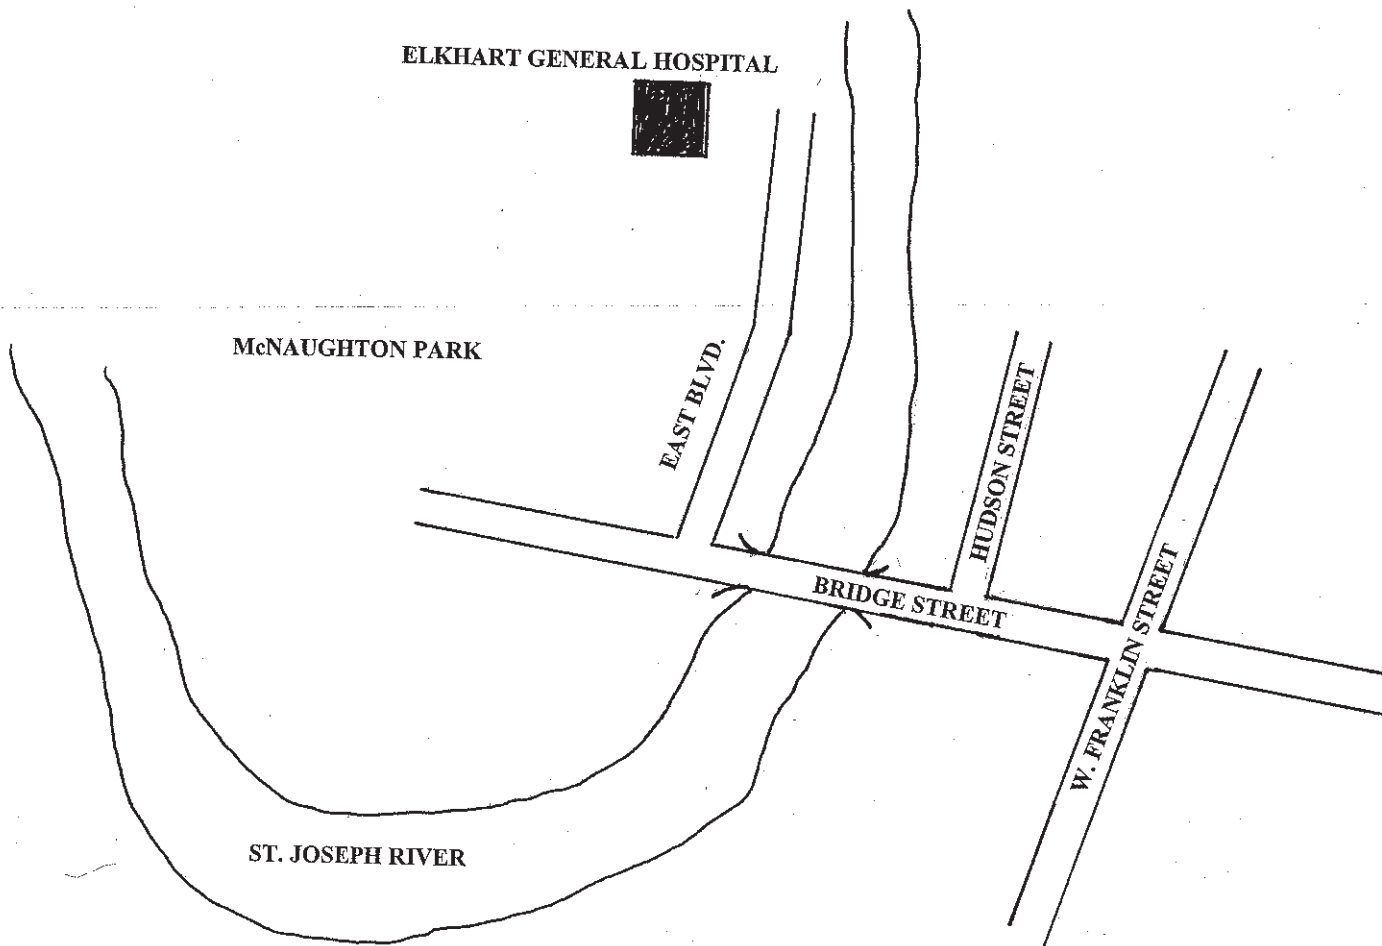 ELKHART GENERAL HOSPITAL
McNAUGHTON PARK
EAST BLVD.
HUDSON STREET
BRIDGE STREET
W. FRANKLIN STREET
ST. JOSEPH RIVER